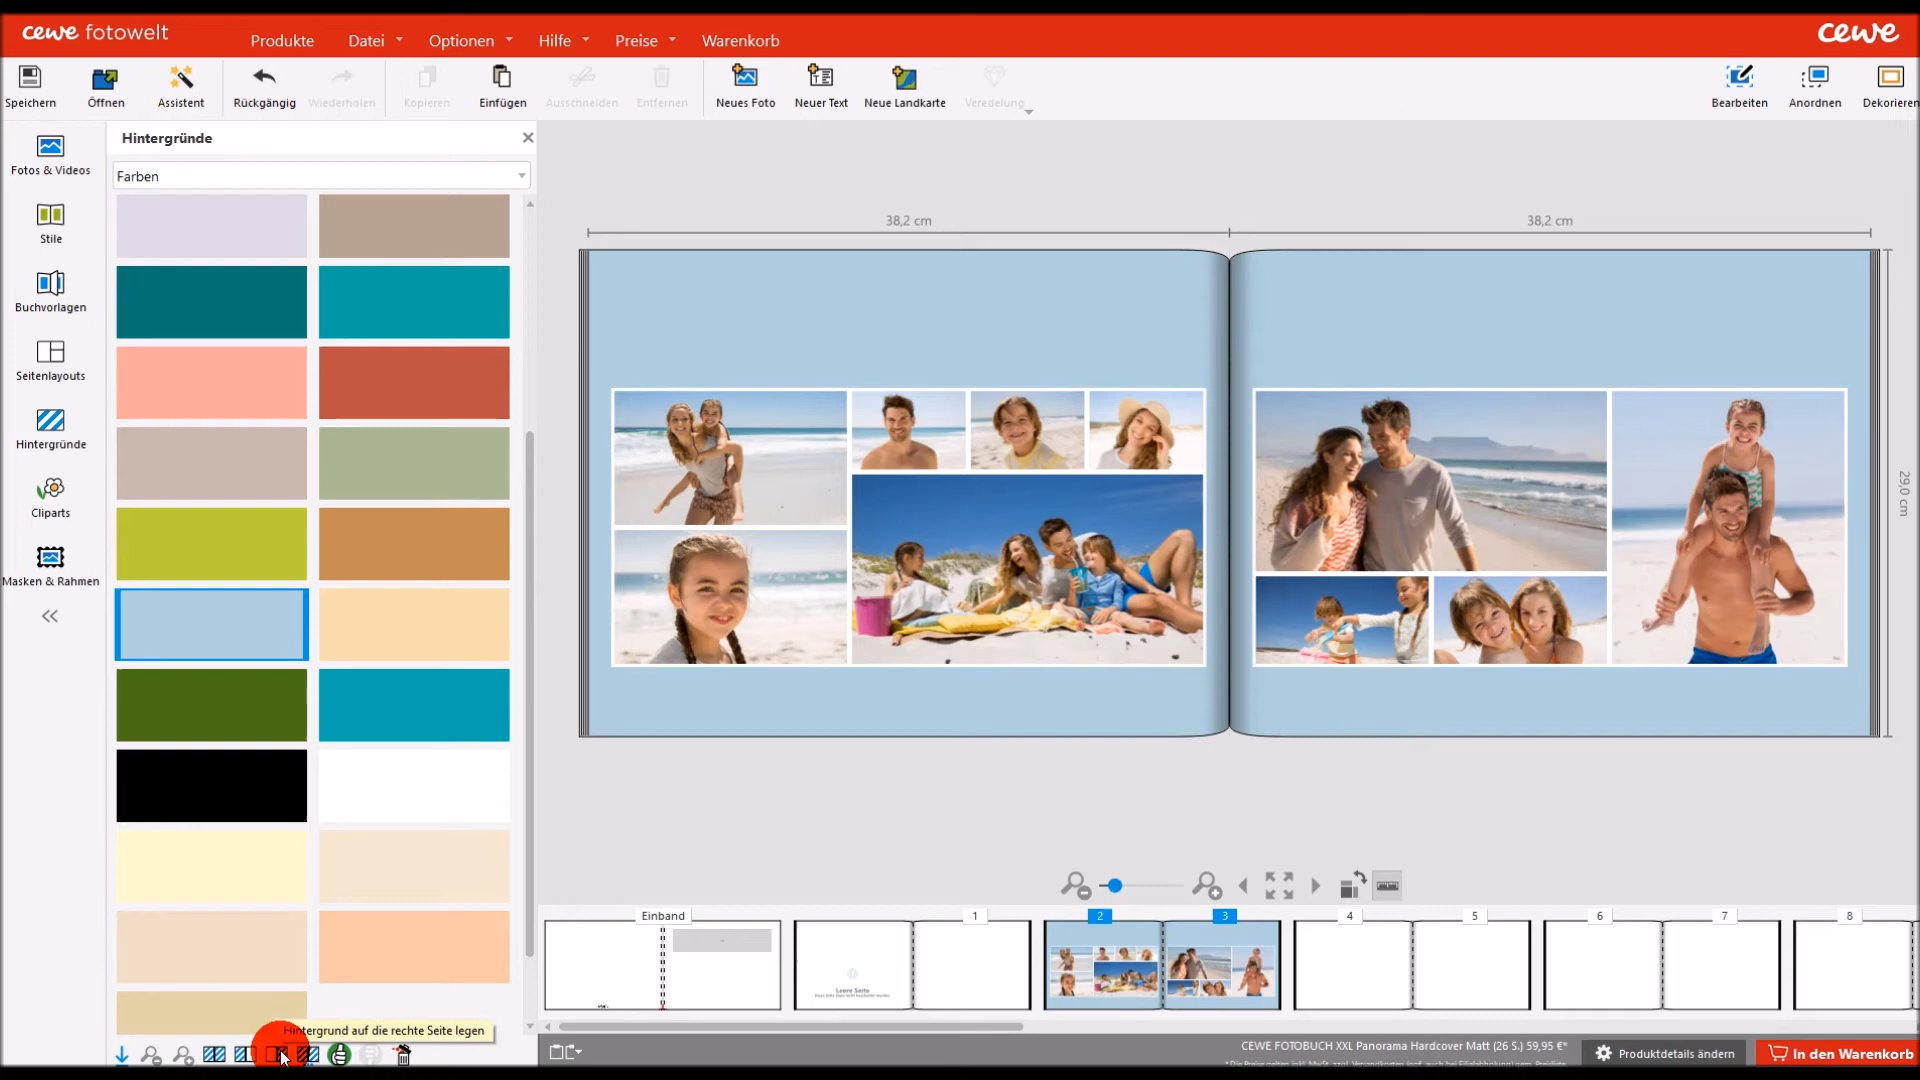 cewe fotowelt
Produkte
Datei
Optionen
Hilfe
Preise
Warenkorb
cewe
Speichern
Öffnen
Assistent
Rückgängig
Wiederholen
Kopieren
Einfügen
Ausschneiden
Entfernen
Neues Foto
Neuer Text
Neue Landkarte
Veredelung
Bearbeiten
Anordnen
Dekorieren
Fotos & Videos
Stile
Buchvorlagen
Seitenlayouts
Hintergründe
Cliparts
Masken & Rahmen
Hintergründe
Farben
38,2 cm
38,2 cm
29,0 cm
Einband
1
2
3
4
5
6
7
8
Leere Seite
Hintergrund auf die rechte Seite legen
CEWE FOTOBUCH XXL Panorama Hardcover Matt (26 S.) 59,95 €*
Produktdetails ändern
In den Warenkorb